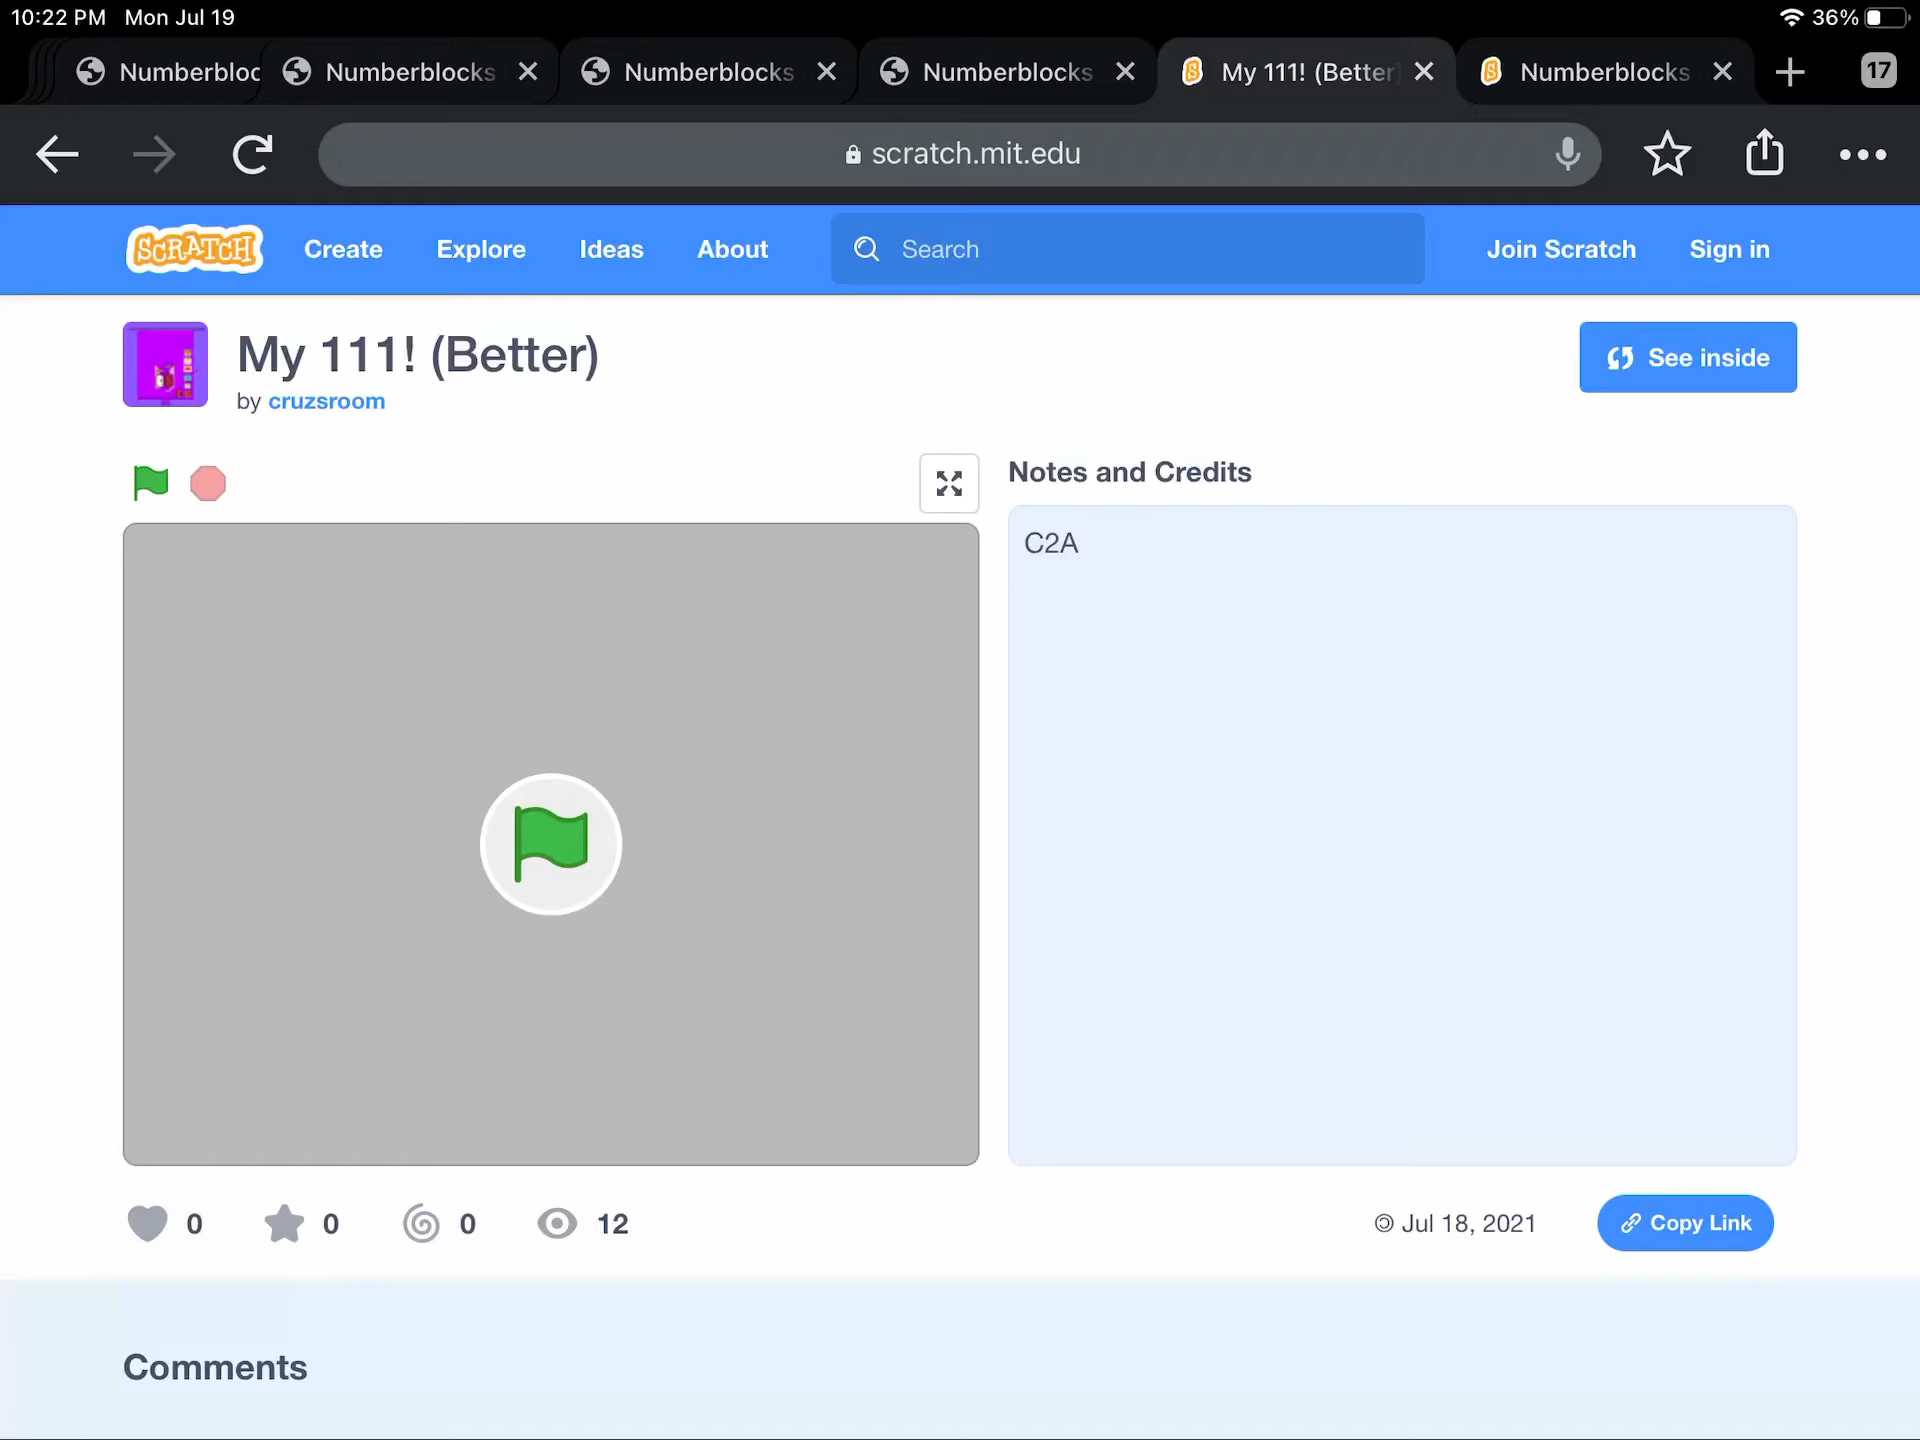 10:22 PM Mon Jul 19 36%
Numberbloc Numberblocks Numberblocks Numberblocks My 111! (Better) Numberblocks 17
scratch.mit.edu
SCRATCH Create Explore Ideas About Search Join Scratch Sign in
My 111! (Better)
by cruzsroom
See inside
Notes and Credits
C2A
0 0 0 12
Jul 18, 2021
Copy Link
Comments